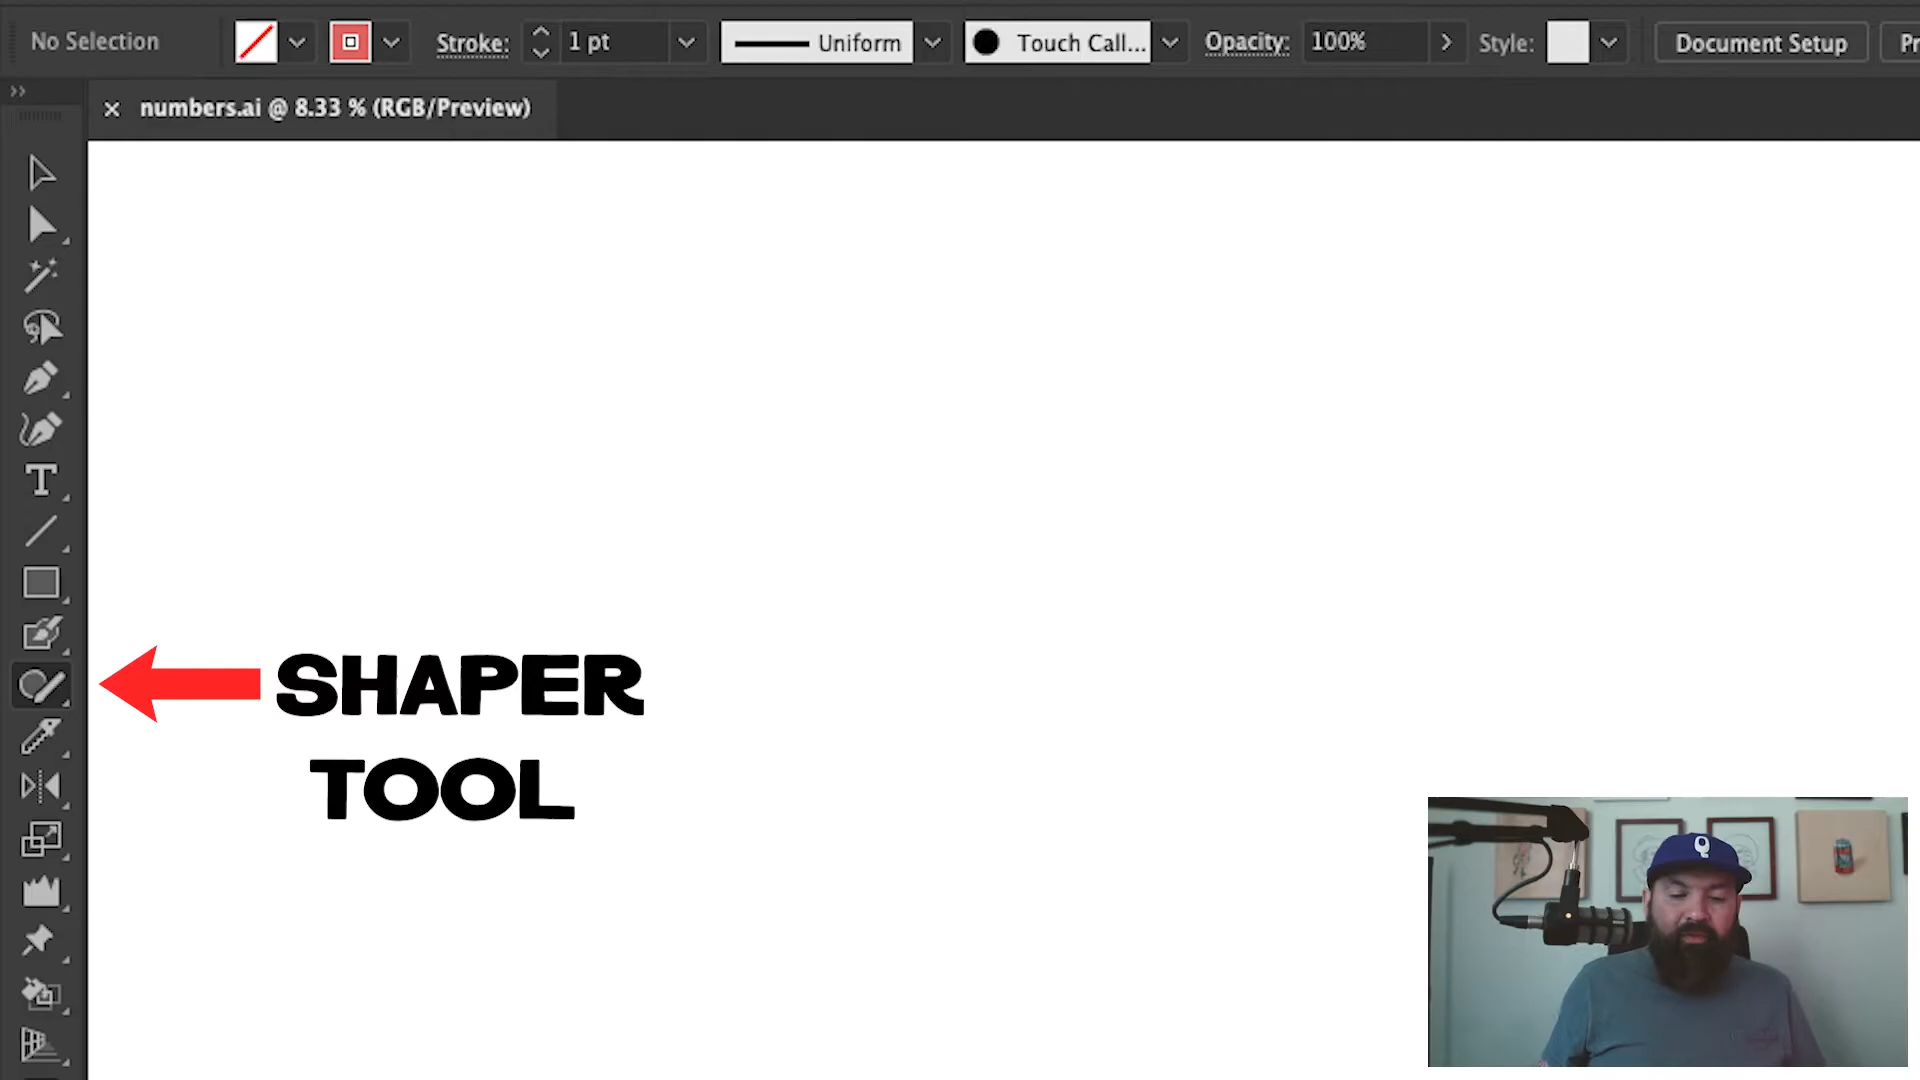 No Selection
Stroke: 1 pt
Uniform
Touch Call...
Opacity: 100%
Style:
Document Setup
Pr
numbers.ai @ 8.33 % (RGB/Preview)
SHAPER
TOOL
Q